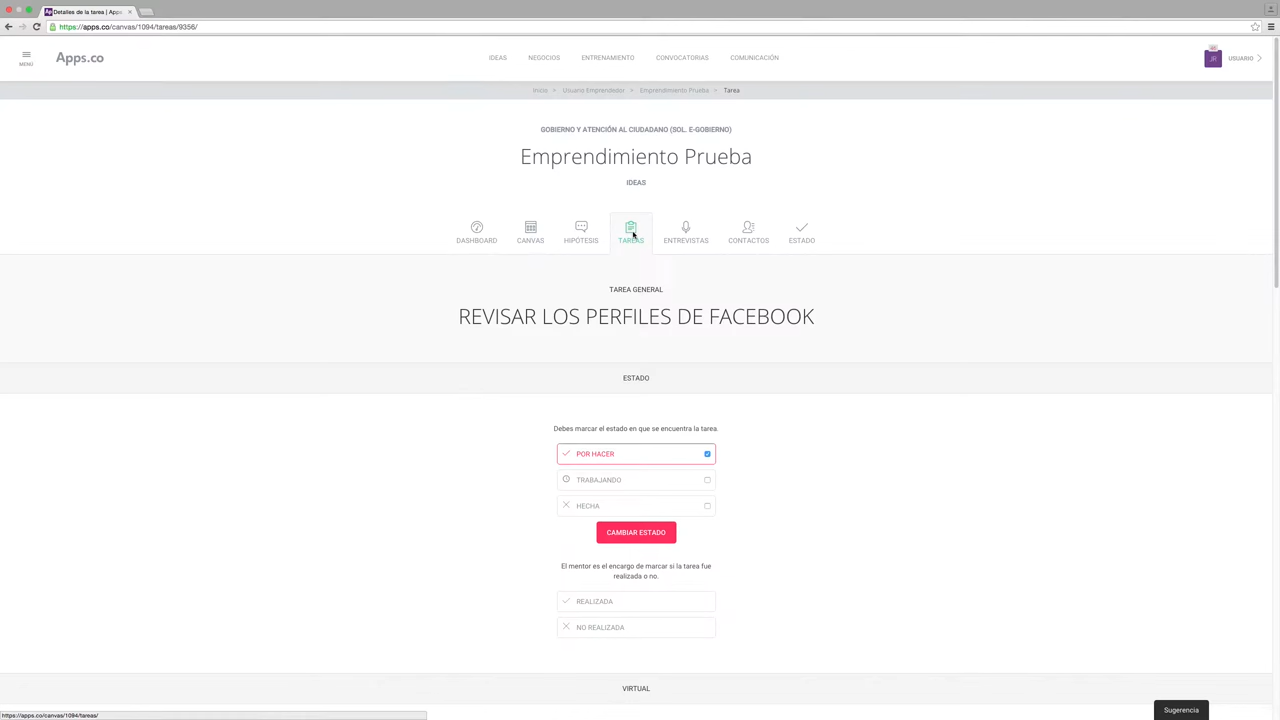 Detalles de la tarea | Apps
https://apps.co/canvas/1094/tareas/9356/
MENÚ
Apps.co
IDEAS
NEGOCIOS
ENTRENAMIENTO
CONVOCATORIAS
COMUNICACIÓN
JR
USUARIO
Inicio > Usuario Emprendedor > Emprendimiento Prueba > Tarea
GOBIERNO Y ATENCIÓN AL CIUDADANO (SOL. E-GOBIERNO)
Emprendimiento Prueba
IDEAS
DASHBOARD
CANVAS
HIPÓTESIS
TAREAS
ENTREVISTAS
CONTACTOS
ESTADO
TAREA GENERAL
REVISAR LOS PERFILES DE FACEBOOK
ESTADO
Debes marcar el estado en que se encuentra la tarea.
POR HACER
TRABAJANDO
HECHA
CAMBIAR ESTADO
El mentor es el encargo de marcar si la tarea fue
realizada o no.
REALIZADA
NO REALIZADA
VIRTUAL
https://apps.co/canvas/1094/tareas/
Sugerencia